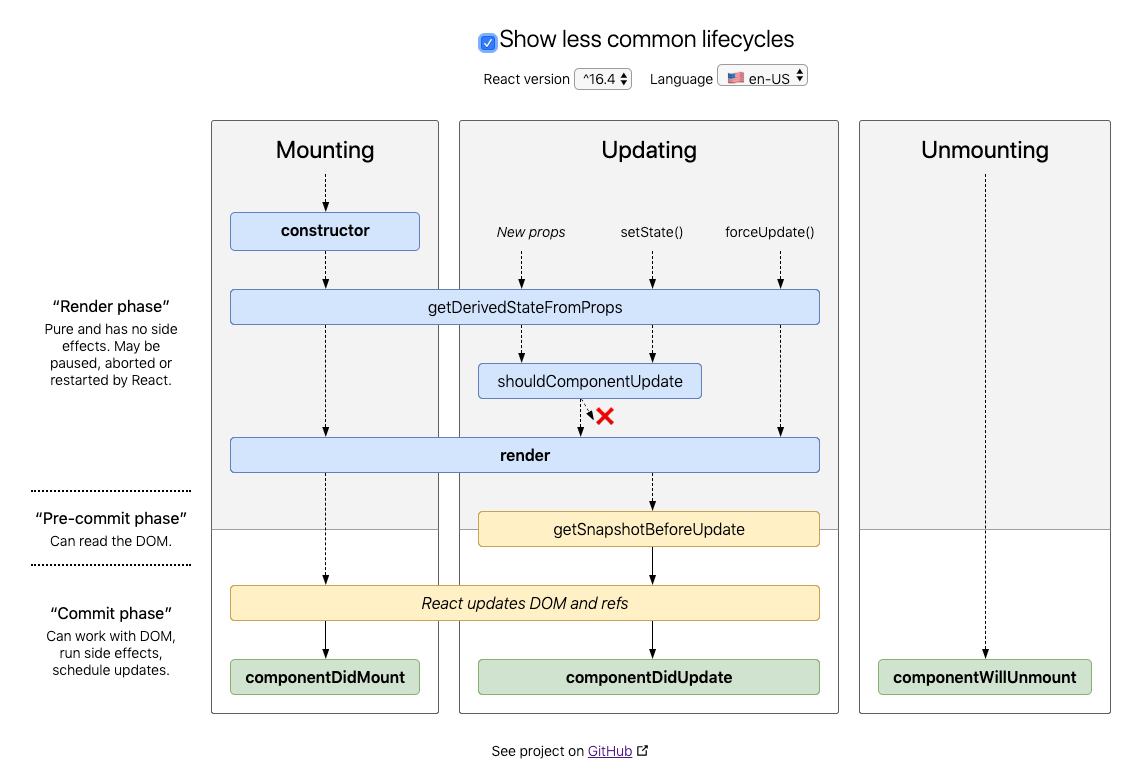 Show less common lifecycles
React version ^16.4 Language 🇺🇸 en-US
Mounting
Updating
Unmounting
constructor
New props
setState()
forceUpdate()
“Render phase”
Pure and has no side
effects. May be
paused, aborted or
restarted by React.
getDerivedStateFromProps
shouldComponentUpdate
render
“Pre-commit phase”
Can read the DOM.
getSnapshotBeforeUpdate
“Commit phase”
Can work with DOM,
run side effects,
schedule updates.
React updates DOM and refs
componentDidMount
componentDidUpdate
componentWillUnmount
See project on GitHub